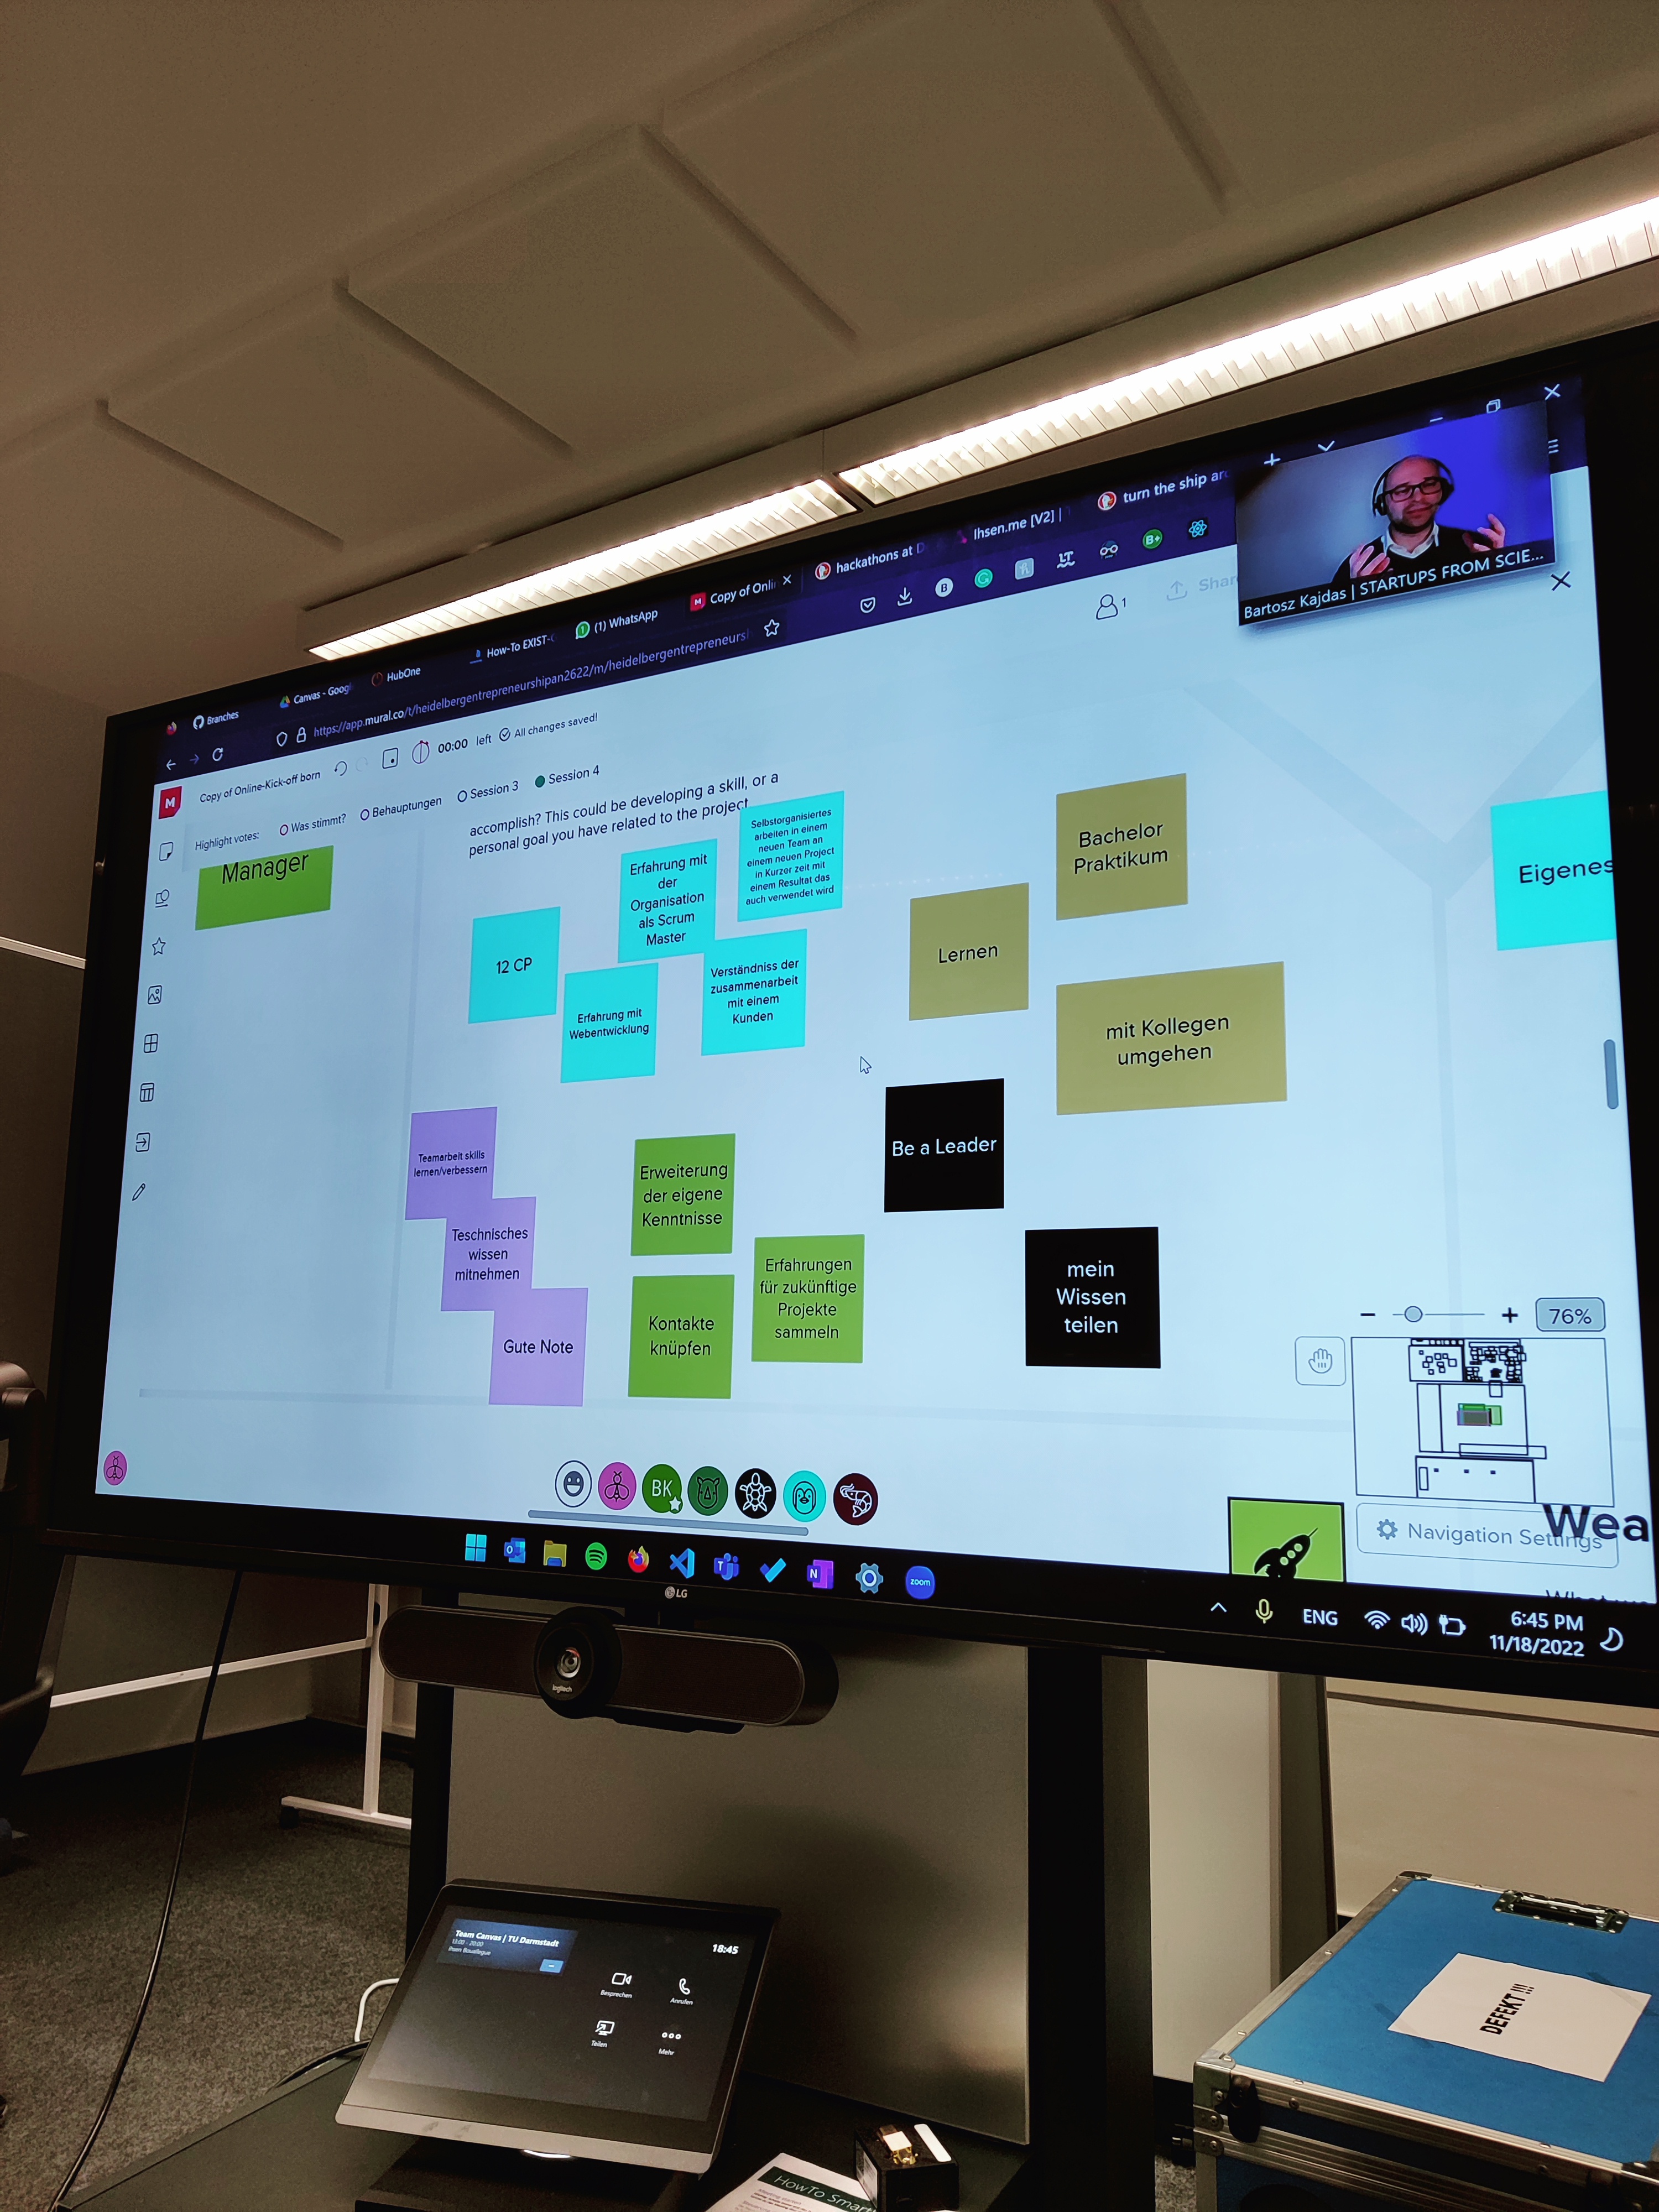 Branches
Canvas - Googl
HubOne
How-To EXIST-
(1) WhatsApp
Copy of Onli
hackathons at D
Ihsen.me [V2] |
turn the ship ar
https://app.mural.co/t/heidelbergentrepreneurshipan2622/m/heidelbergentrepreneurs
Bartosz Kajdas | STARTUPS FROM SCIE...
Copy of Online-Kick-off born
00:00 left
All changes saved!
1
Share
Highlight votes:
Was stimmt?
Behauptungen
Session 3
Session 4
Manager
accomplish? This could be developing a skill, or a
personal goal you have related to the project
12 CP
Erfahrung mit
der
Organisation
als Scrum
Master
Selbstorganisiertes
arbeiten in einem
neuen Team an
einem neuen Project
in Kurzer zeit mit
einem Resultat das
auch verwendet wird
Erfahrung mit
Webentwicklung
Verständniss der
zusammenarbeit
mit einem
Kunden
Lernen
Bachelor
Praktikum
mit Kollegen
umgehen
Eigenes
Teamarbeit skills
lernen/verbessern
Teschnisches
wissen
mitnehmen
Gute Note
Erweiterung
der eigene
Kenntnisse
Kontakte
knüpfen
Erfahrungen
für zukünftige
Projekte
sammeln
Be a Leader
mein
Wissen
teilen
76%
BK
Navigation Settings
Wea
zoom
ENG
6:45 PM
11/18/2022
LG
logitech
Team Canvas | TU Darmstadt
18:45
Besprechen
Anrufen
Teilen
Mehr
DEFEKT !!!
HowTo Smart